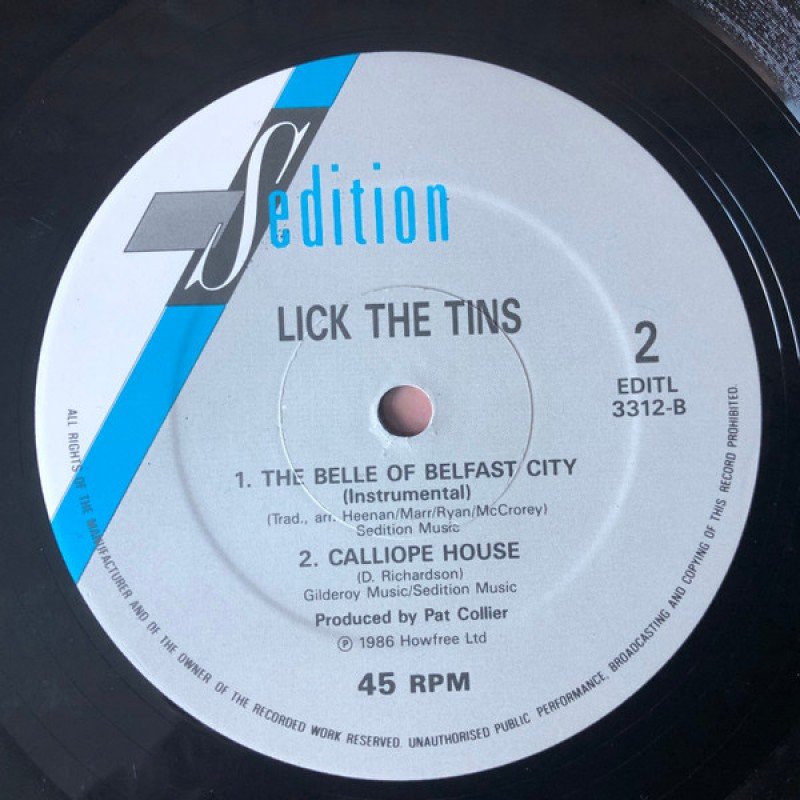 Sedition
LICK THE TINS
2
EDITL
3312-B
1. THE BELLE OF BELFAST CITY
(Instrumental)
(Trad., arr. Heenan/Marr/Ryan/McCrorey)
Sedition Music
2. CALLIOPE HOUSE
(D. Richardson)
Gilderoy Music/Sedition Music
Produced by Pat Collier
℗ 1986 Howfree Ltd
45 RPM
ALL RIGHTS OF THE MANUFACTURER AND OF THE OWNER OF THE RECORDED WORK RESERVED. UNAUTHORISED PUBLIC PERFORMANCE, BROADCASTING AND COPYING OF THIS RECORD PROHIBITED.